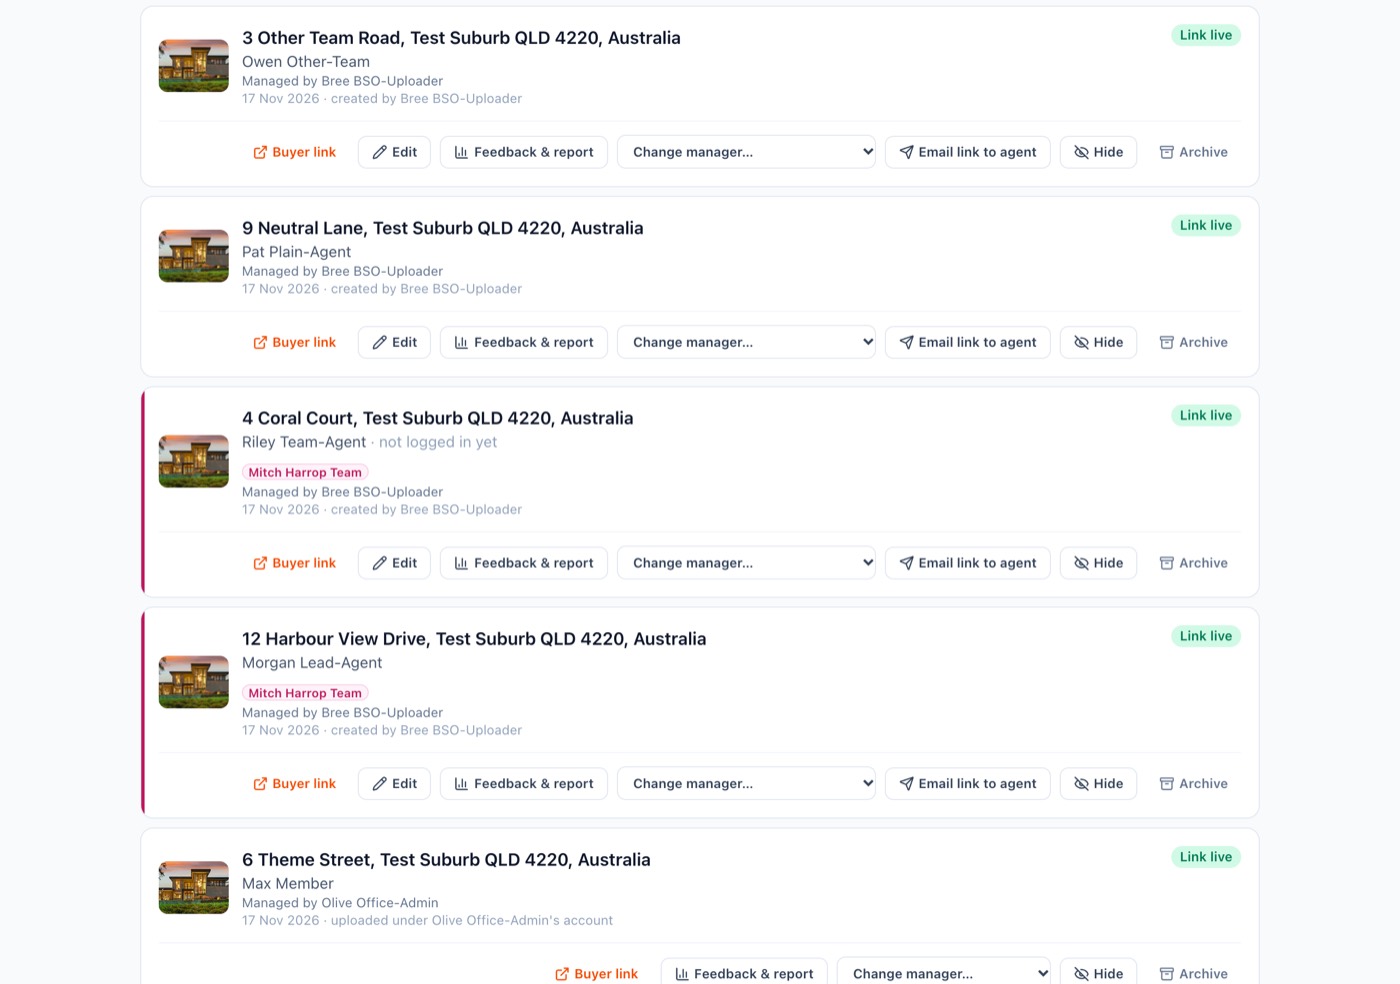 3 Other Team Road, Test Suburb QLD 4220, Australia
Link live
Owen Other-Team
Managed by Bree BSO-Uploader
17 Nov 2026 · created by Bree BSO-Uploader
Buyer link Edit Feedback & report Change manager... Email link to agent Hide Archive
9 Neutral Lane, Test Suburb QLD 4220, Australia
Link live
Pat Plain-Agent
Managed by Bree BSO-Uploader
17 Nov 2026 · created by Bree BSO-Uploader
Buyer link Edit Feedback & report Change manager... Email link to agent Hide Archive
4 Coral Court, Test Suburb QLD 4220, Australia
Link live
Riley Team-Agent · not logged in yet
Mitch Harrop Team
Managed by Bree BSO-Uploader
17 Nov 2026 · created by Bree BSO-Uploader
Buyer link Edit Feedback & report Change manager... Email link to agent Hide Archive
12 Harbour View Drive, Test Suburb QLD 4220, Australia
Link live
Morgan Lead-Agent
Mitch Harrop Team
Managed by Bree BSO-Uploader
17 Nov 2026 · created by Bree BSO-Uploader
Buyer link Edit Feedback & report Change manager... Email link to agent Hide Archive
6 Theme Street, Test Suburb QLD 4220, Australia
Link live
Max Member
Managed by Olive Office-Admin
17 Nov 2026 · uploaded under Olive Office-Admin's account
Buyer link Feedback & report Change manager... Hide Archive